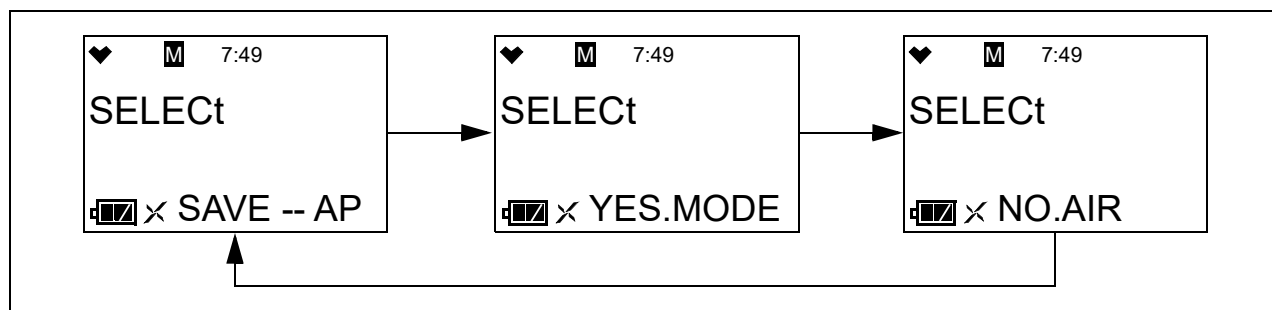 M 7:49
SELECt
SAVE -- AP
M 7:49
SELECt
YES.MODE
M 7:49
SELECt
NO.AIR